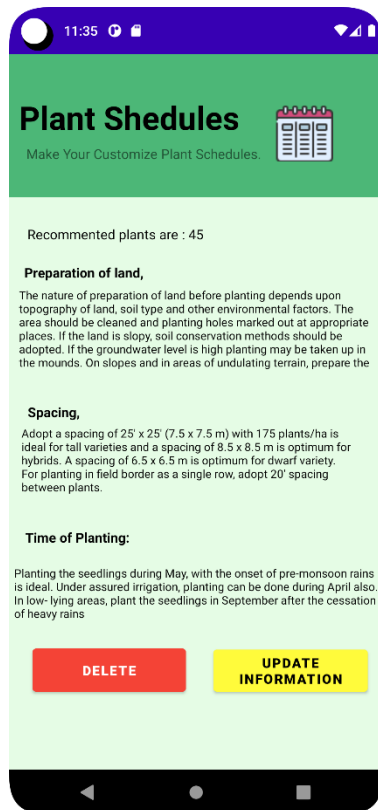 11:35
Plant Shedules
Make Your Customize Plant Schedules.
Recommented plants are : 45
Preparation of land,
The nature of preparation of land before planting depends upon
topography of land, soil type and other environmental factors. The
area should be cleaned and planting holes marked out at appropriate
places. If the land is slopy, soil conservation methods should be
adopted. If the groundwater level is high planting may be taken up in
the mounds. On slopes and in areas of undulating terrain, prepare the
Spacing,
Adopt a spacing of 25' x 25' (7.5 x 7.5 m) with 175 plants/ha is
ideal for tall varieties and a spacing of 8.5 x 8.5 m is optimum for
hybrids. A spacing of 6.5 x 6.5 m is optimum for dwarf variety.
For planting in field border as a single row, adopt 20' spacing
between plants.
Time of Planting:
Planting the seedlings during May, with the onset of pre-monsoon rains
is ideal. Under assured irrigation, planting can be done during April also.
In low- lying areas, plant the seedlings in September after the cessation
of heavy rains
DELETE
UPDATE
INFORMATION